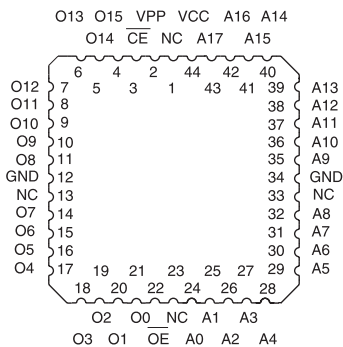 O13 O15 VPP VCC A16 A14
O14 CE NC A17 A15
6 4 2 44 42 40
5 3 1 43 41
O12 7 39 A13
O11 8 38 A12
O10 9 37 A11
O9 10 36 A10
O8 11 35 A9
GND 12 34 GND
NC 13 33 NC
O7 14 32 A8
O6 15 31 A7
O5 16 30 A6
O4 17 29 A5
19 21 23 25 27
18 20 22 24 26 28
O2 O0 NC A1 A3
O3 O1 OE A0 A2 A4